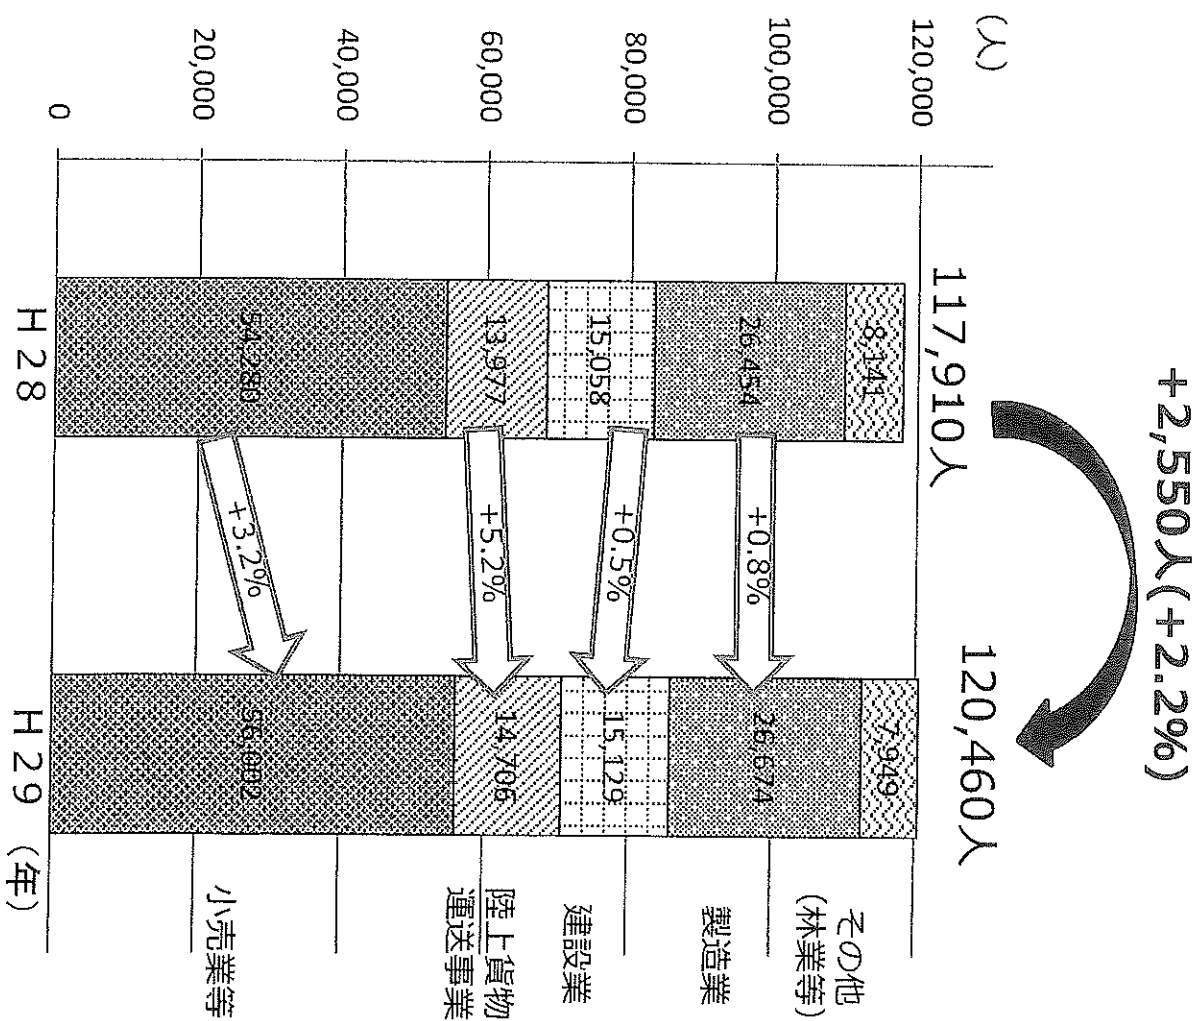 +2,550人(+2.2%)
(人)
117,910人
120,460人
120,000
100,000
80,000
60,000
40,000
20,000
0
8,141
26,454
15,058
13,977
54,280
+0.8%
+0.5%
+5.2%
+3.2%
7,949
26,674
15,129
14,706
56,002
その他
(林業等)
製造業
建設業
陸上貨物
運送事業
小売業等
H28
H29
(年)